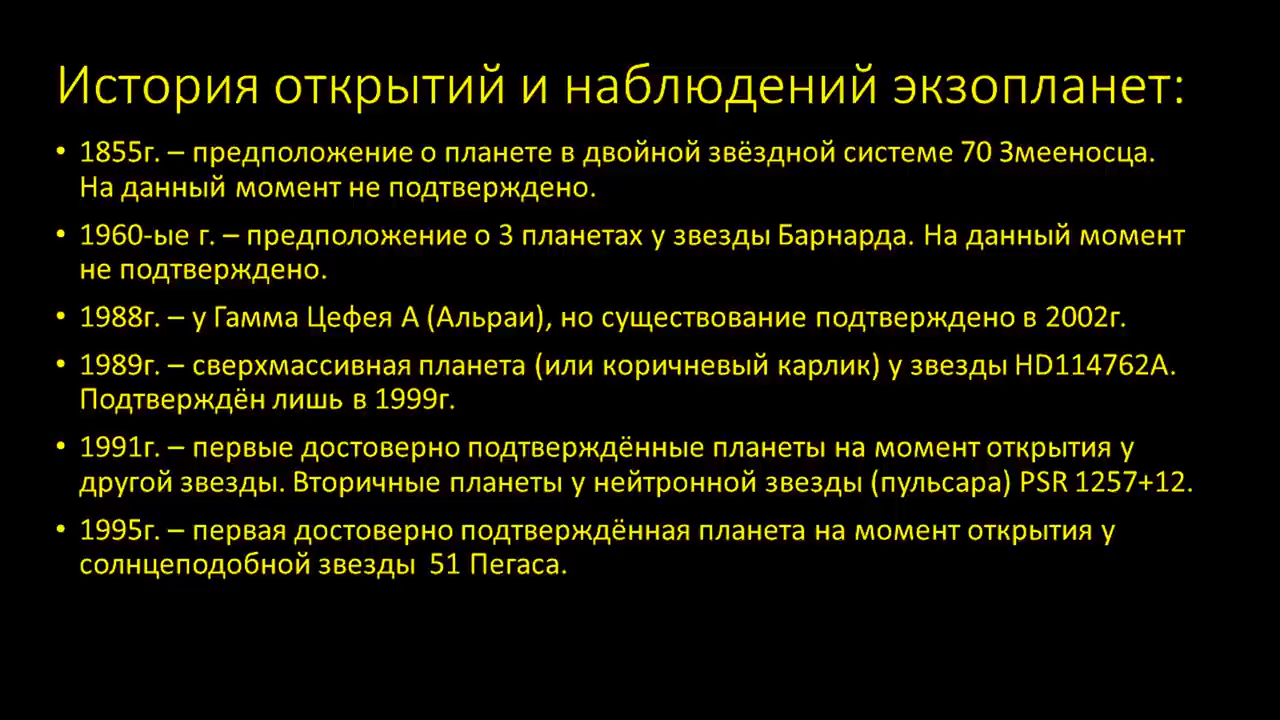 История открытий и наблюдений экзопланет:
• 1855г. – предположение о планете в двойной звёздной системе 70 Змееносца.
На данный момент не подтверждено.
• 1960-ые г. – предположение о 3 планетах у звезды Барнарда. На данный момент
не подтверждено.
• 1988г. – у Гамма Цефея А (Альраи), но существование подтверждено в 2002г.
• 1989г. – сверхмассивная планета (или коричневый карлик) у звезды HD114762A.
Подтверждён лишь в 1999г.
• 1991г. – первые достоверно подтверждённые планеты на момент открытия у
другой звезды. Вторичные планеты у нейтронной звезды (пульсара) PSR 1257+12.
• 1995г. – первая достоверно подтверждённая планета на момент открытия у
солнцеподобной звезды  51 Пегаса.